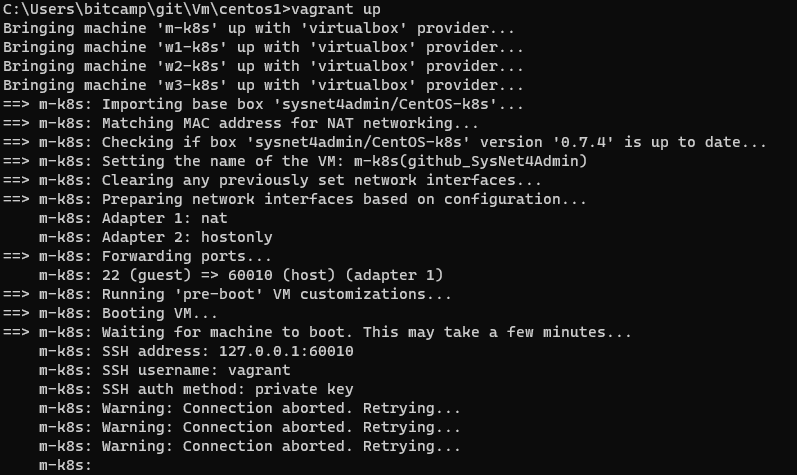 C:\Users\bitcamp\git\Vm\centos1>vagrant up
Bringing machine 'm-k8s' up with 'virtualbox' provider...
Bringing machine 'w1-k8s' up with 'virtualbox' provider...
Bringing machine 'w2-k8s' up with 'virtualbox' provider...
Bringing machine 'w3-k8s' up with 'virtualbox' provider...
==> m-k8s: Importing base box 'sysnet4admin/CentOS-k8s'...
==> m-k8s: Matching MAC address for NAT networking...
==> m-k8s: Checking if box 'sysnet4admin/CentOS-k8s' version '0.7.4' is up to date...
==> m-k8s: Setting the name of the VM: m-k8s(github_SysNet4Admin)
==> m-k8s: Clearing any previously set network interfaces...
==> m-k8s: Preparing network interfaces based on configuration...
    m-k8s: Adapter 1: nat
    m-k8s: Adapter 2: hostonly
==> m-k8s: Forwarding ports...
    m-k8s: 22 (guest) => 60010 (host) (adapter 1)
==> m-k8s: Running 'pre-boot' VM customizations...
==> m-k8s: Booting VM...
==> m-k8s: Waiting for machine to boot. This may take a few minutes...
    m-k8s: SSH address: 127.0.0.1:60010
    m-k8s: SSH username: vagrant
    m-k8s: SSH auth method: private key
    m-k8s: Warning: Connection aborted. Retrying...
    m-k8s: Warning: Connection aborted. Retrying...
    m-k8s: Warning: Connection aborted. Retrying...
    m-k8s: